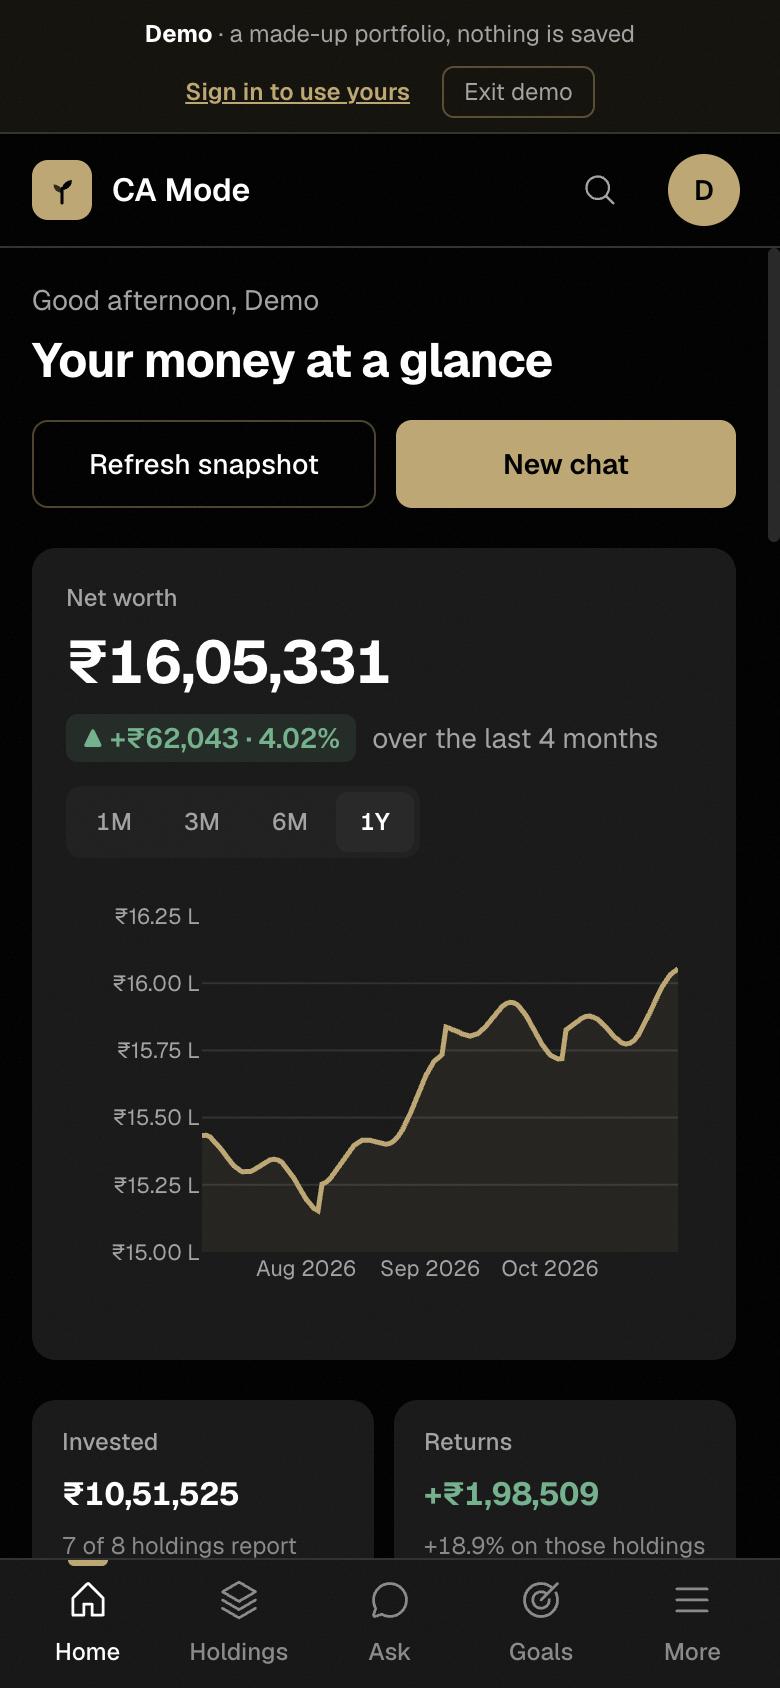 Demo · a made-up portfolio, nothing is saved
Sign in to use yours
Exit demo
CA Mode
D
Good afternoon, Demo
Your money at a glance
Refresh snapshot
New chat
Net worth
₹16,05,331
▲ +₹62,043 · 4.02% over the last 4 months
1M 3M 6M 1Y
₹16.25 L
₹16.00 L
₹15.75 L
₹15.50 L
₹15.25 L
₹15.00 L
Aug 2026 Sep 2026 Oct 2026
Invested
₹10,51,525
7 of 8 holdings report
Returns
+₹1,98,509
+18.9% on those holdings
Home Holdings Ask Goals More